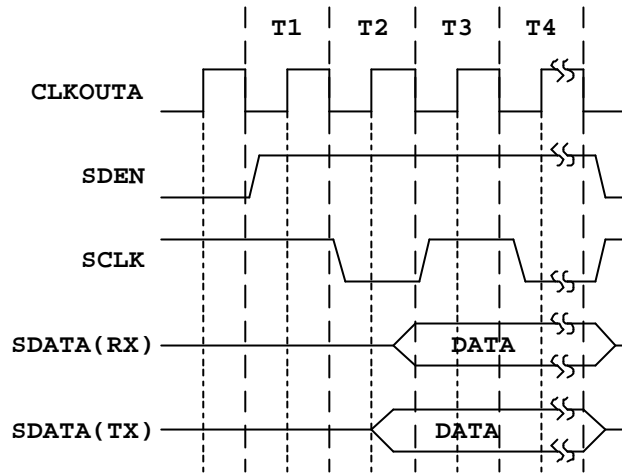 T1 T2 T3 T4
CLKOUTA
SDEN
SCLK
SDATA(RX) DATA
SDATA(TX) DATA